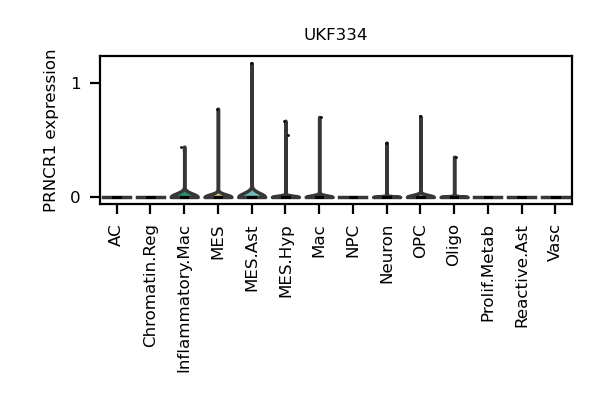 UKF334
PRNCR1 expression
1
0
AC
Chromatin.Reg
Inflammatory.Mac
MES
MES.Ast
MES.Hyp
Mac
NPC
Neuron
OPC
Oligo
Prolif.Metab
Reactive.Ast
Vasc